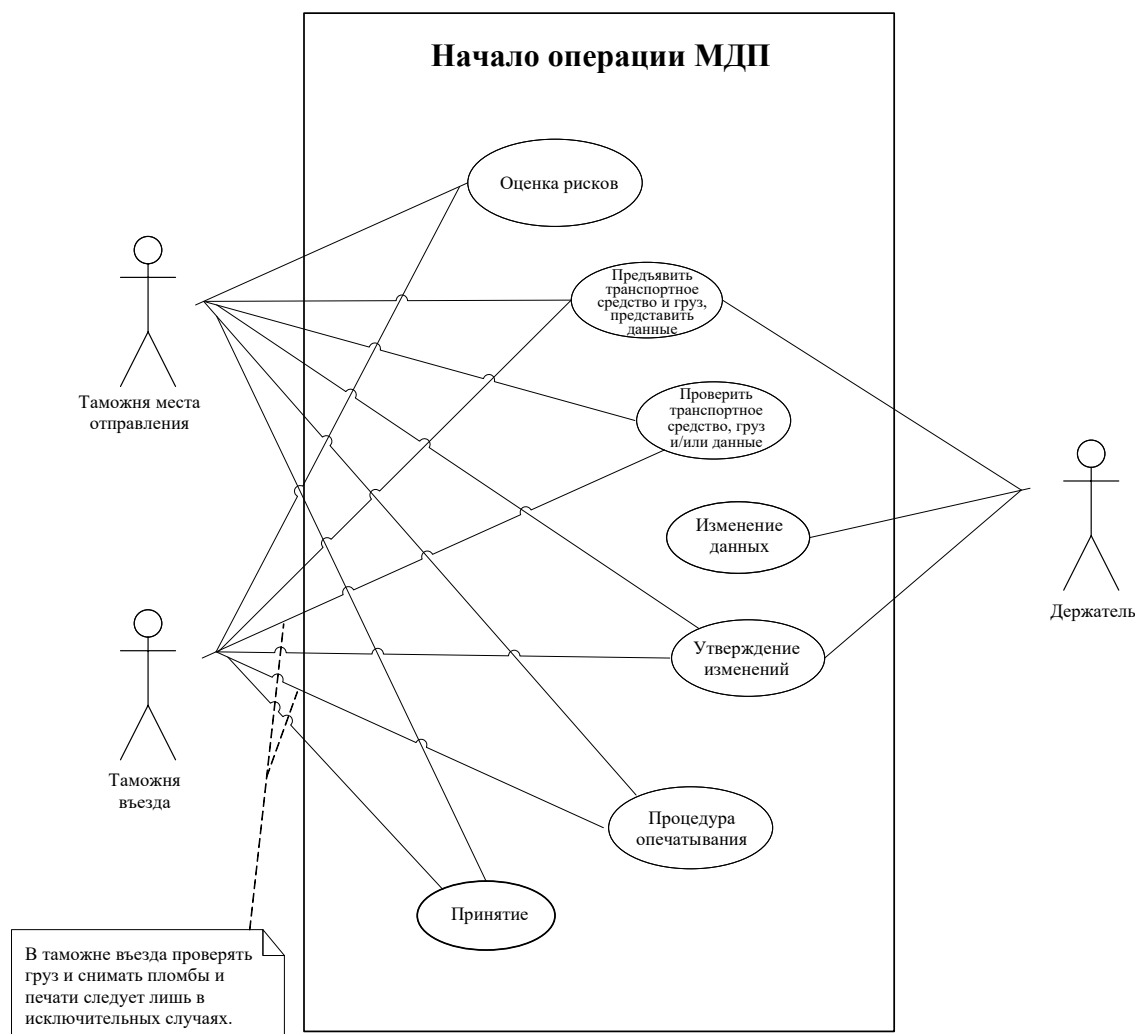 Начало операции МДП
Оценка рисков
Предъявить
транспортное
средство и груз,
представить
данные
Таможня места
отправления
Проверить
транспортное
средство, груз
и/или данные
Изменение
данных
Держатель
Утверждение
изменений
Таможня
въезда
Процедура
опечатывания
Принятие
В таможне въезда проверять
груз и снимать пломбы и
печати следует лишь в
исключительных случаях.